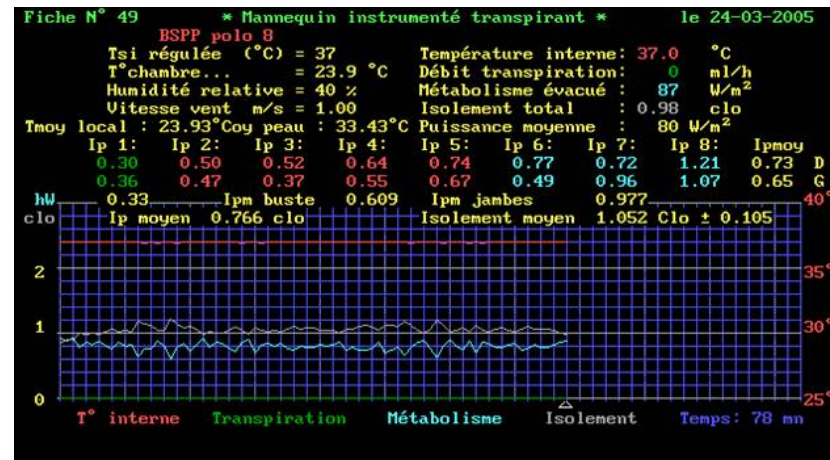 Fiche N° 49 * Mannequin instrumenté transpirant * le 24-03-2005
BSPP polo 8
Tsi régulée (°C) = 37 Température interne: 37.0 °C
T°chambre... = 23.9 °C Débit transpiration: 0 ml/h
Humidité relative = 40 % Métabolisme évacué : 87 W/m²
Vitesse vent m/s = 1.00 Isolement total : 0.98 clo
Tmoy local : 23.93°Coy peau : 33.43°C Puissance moyenne : 80 W/m²
Ip 1: Ip 2: Ip 3: Ip 4: Ip 5: Ip 6: Ip 7: Ip 8: Ipmoy
0.30 0.50 0.52 0.64 0.74 0.77 0.72 1.21 0.73 D
0.36 0.47 0.37 0.55 0.67 0.49 0.96 1.07 0.65 G
hW 0.33 Ipm buste 0.609 Ipm jambes 0.977 40°
clo Ip moyen 0.766 clo Isolement moyen 1.052 Clo ± 0.105
2 35°
1 30°
0 25°
T° interne Transpiration Métabolisme Isolement Temps: 78 mn